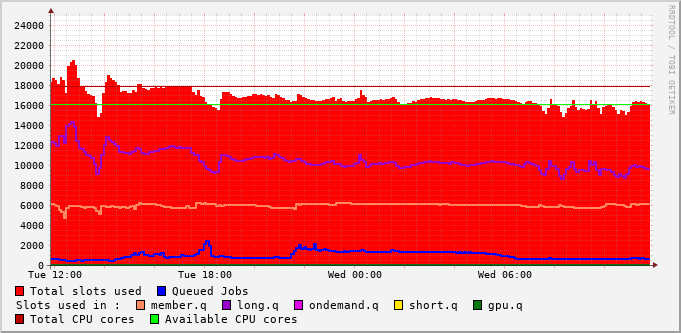 24000
22000
20000
18000
16000
14000
12000
10000
8000
6000
4000
2000
0
Tue 12:00 Tue 18:00 Wed 00:00 Wed 06:00
RRDTOOL / TOBI OETIKER
Total slots used Queued Jobs
Slots used in : member.q long.q ondemand.q short.q gpu.q
Total CPU cores Available CPU cores